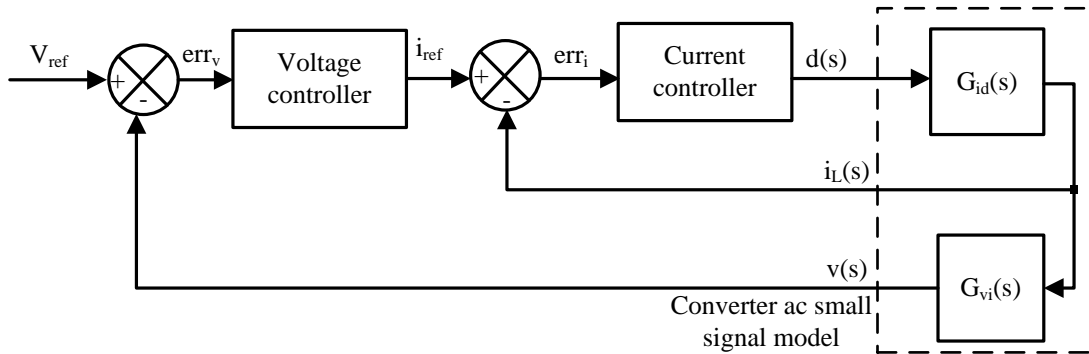 V_ref
+
-
err_v
Voltage
controller
i_ref
+
-
err_i
Current
controller
d(s)
G_id(s)
i_L(s)
v(s)
G_vi(s)
Converter ac small
signal model